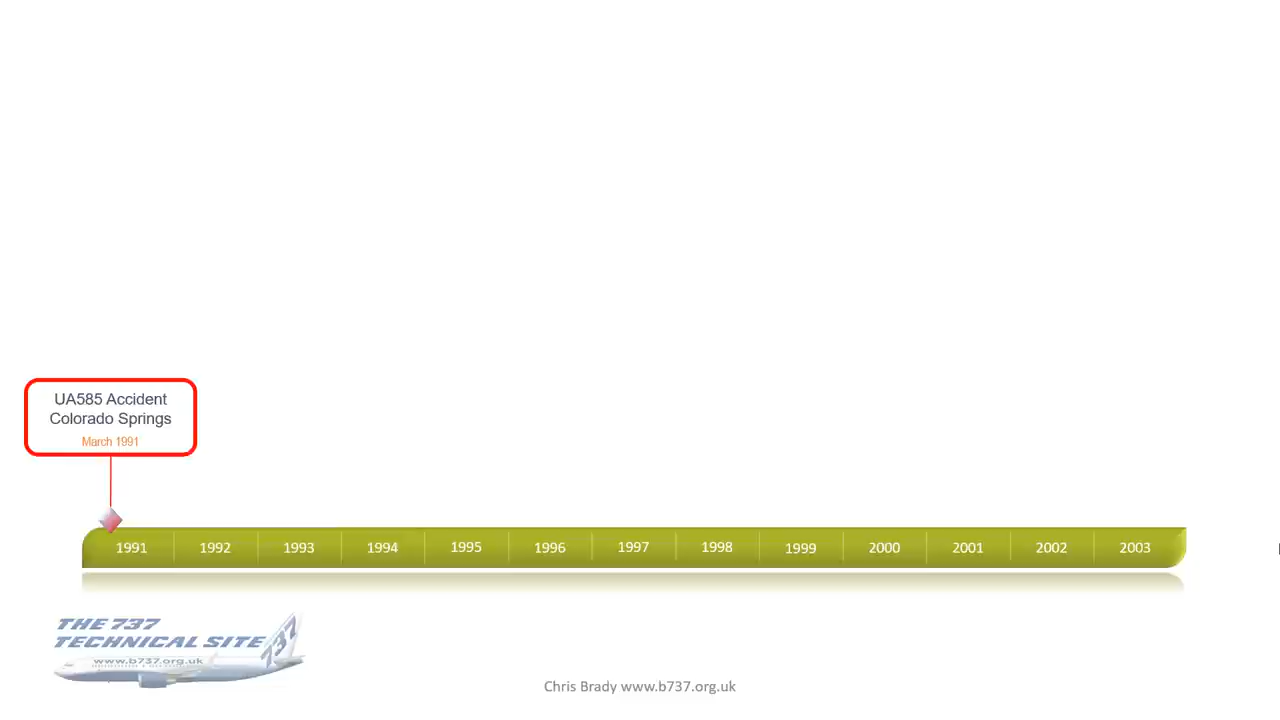 UA585 Accident
Colorado Springs
March 1991
1991 1992 1993 1994 1995 1996 1997 1998 1999 2000 2001 2002 2003
THE 737
TECHNICAL SITE
737
www.b737.org.uk
Chris Brady www.b737.org.uk